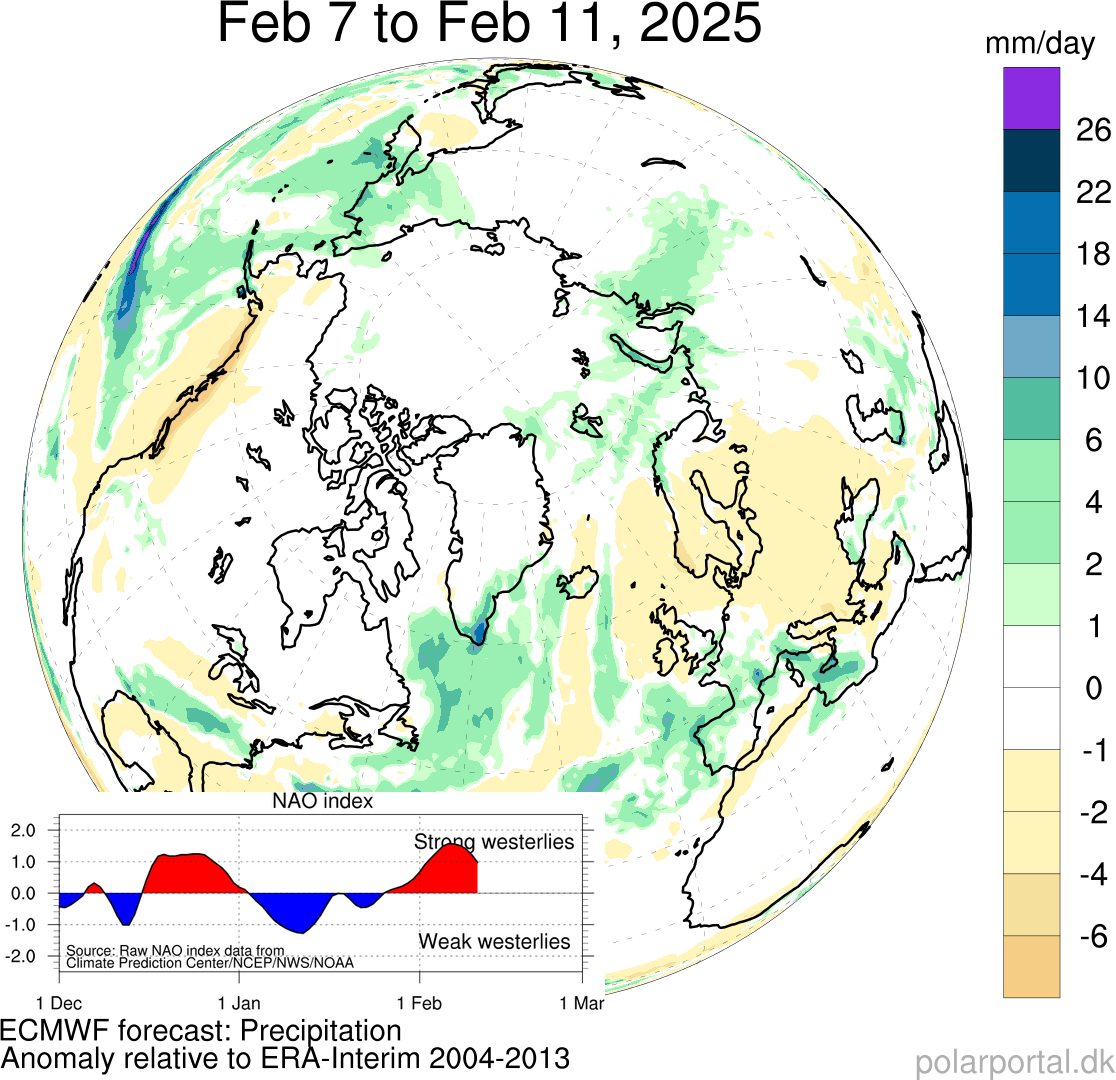 Feb 7 to Feb 11, 2025
mm/day
26
22
18
14
10
6
4
2
1
0
-1
-2
-4
-6
NAO index
2.0
1.0
0.0
-1.0
-2.0
Strong westerlies
Weak westerlies
Source: Raw NAO index data from
Climate Prediction Center/NCEP/NWS/NOAA
1 Dec 1 Jan 1 Feb 1 Mar
ECMWF forecast: Precipitation
Anomaly relative to ERA-Interim 2004-2013
polarportal.dk